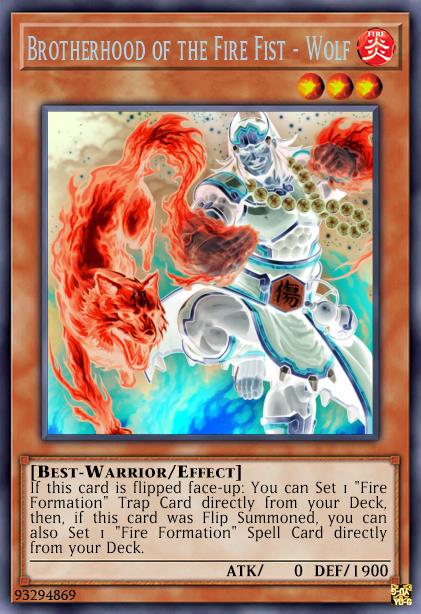 BROTHERHOOD OF THE FIRE FIST - WOLF
FIRE
炎
傷
傷
[BEST-WARRIOR/EFFECT]
If this card is flipped face-up: You can Set 1 "Fire
Formation" Trap Card directly from your Deck,
then, if this card was Flip Summoned, you can
also Set 1 "Fire Formation" Spell Card directly
from your Deck.
ATK/ 0 DEF/1900
93294869